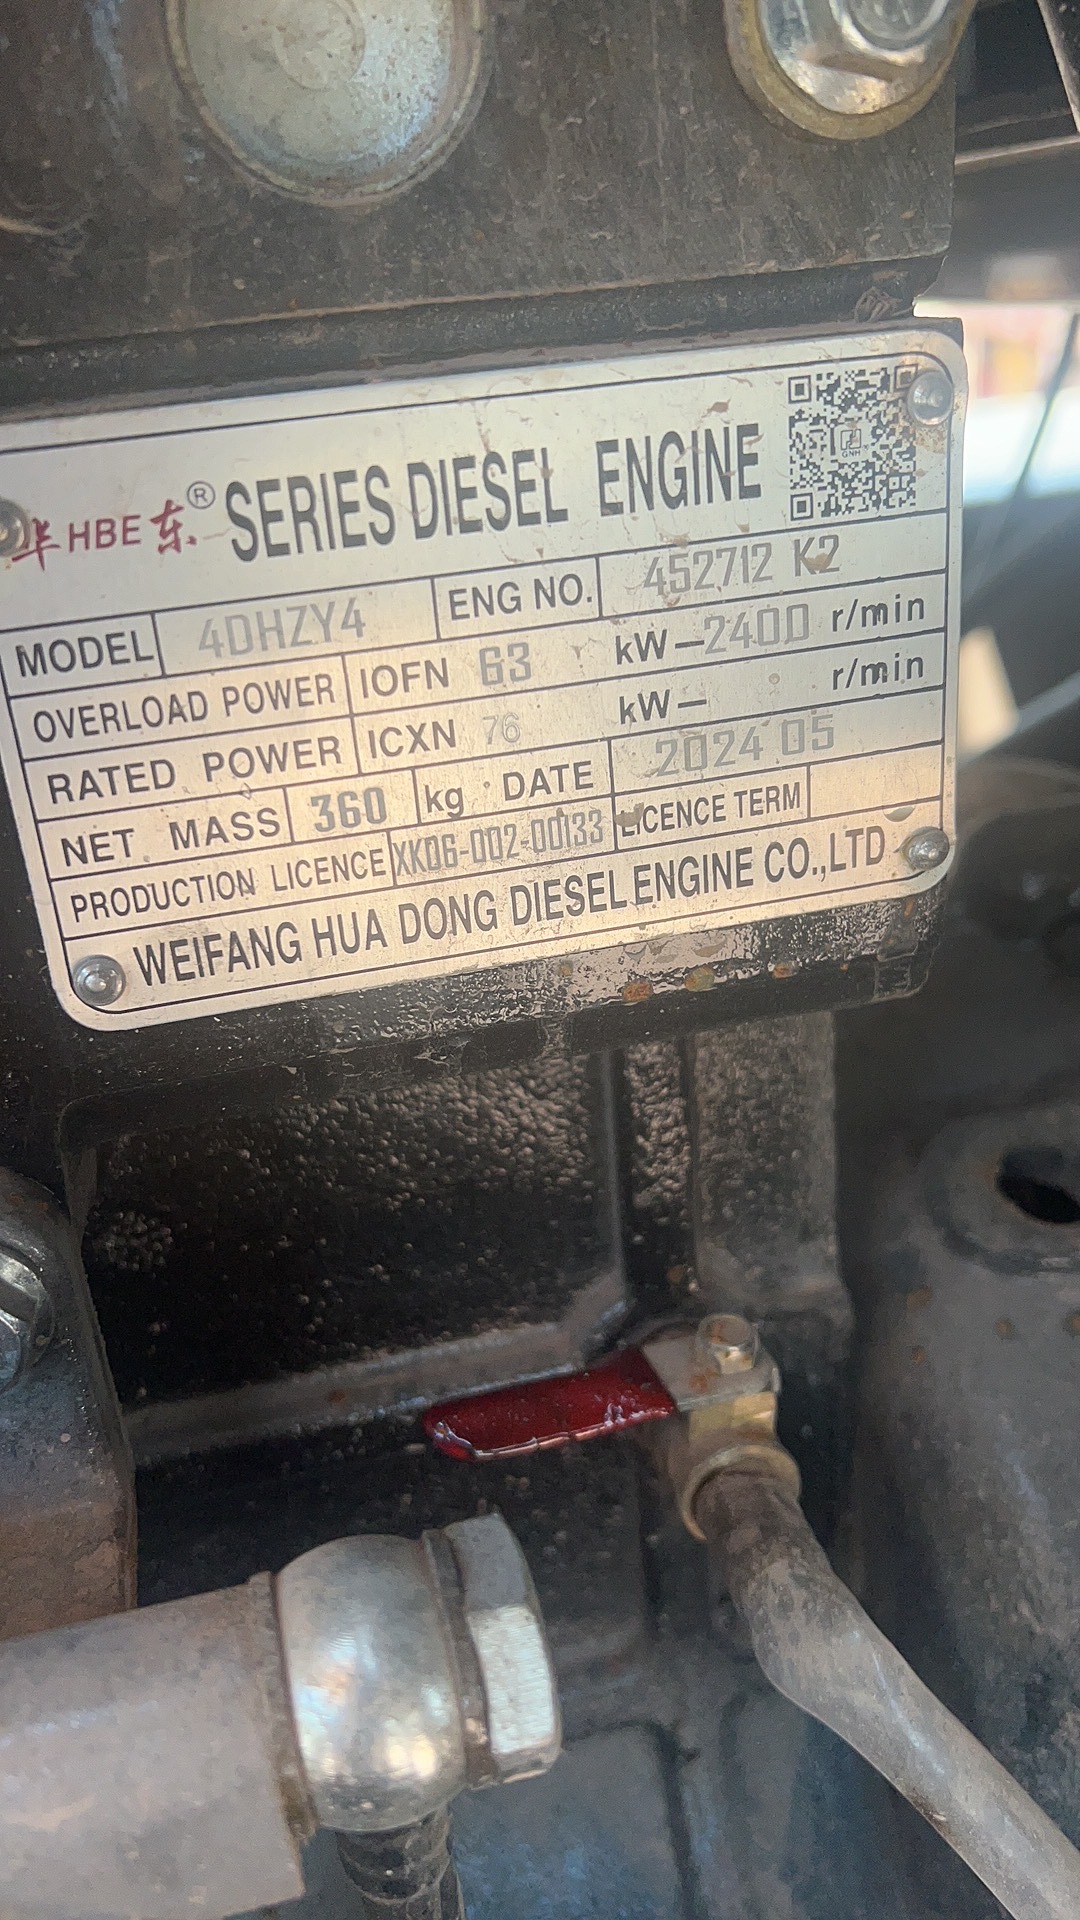 华 HBE 东® SERIES DIESEL ENGINE
GNH
MODEL 4DHZY4 ENG NO. 452712 K2
OVERLOAD POWER IOFN 63 kW—2400 r/min
RATED POWER ICXN 76 kW— r/min
NET MASS 360 kg DATE 2024 05
PRODUCTION LICENCE XK06-002-00133 LICENCE TERM
WEIFANG HUA DONG DIESEL ENGINE CO.,LTD